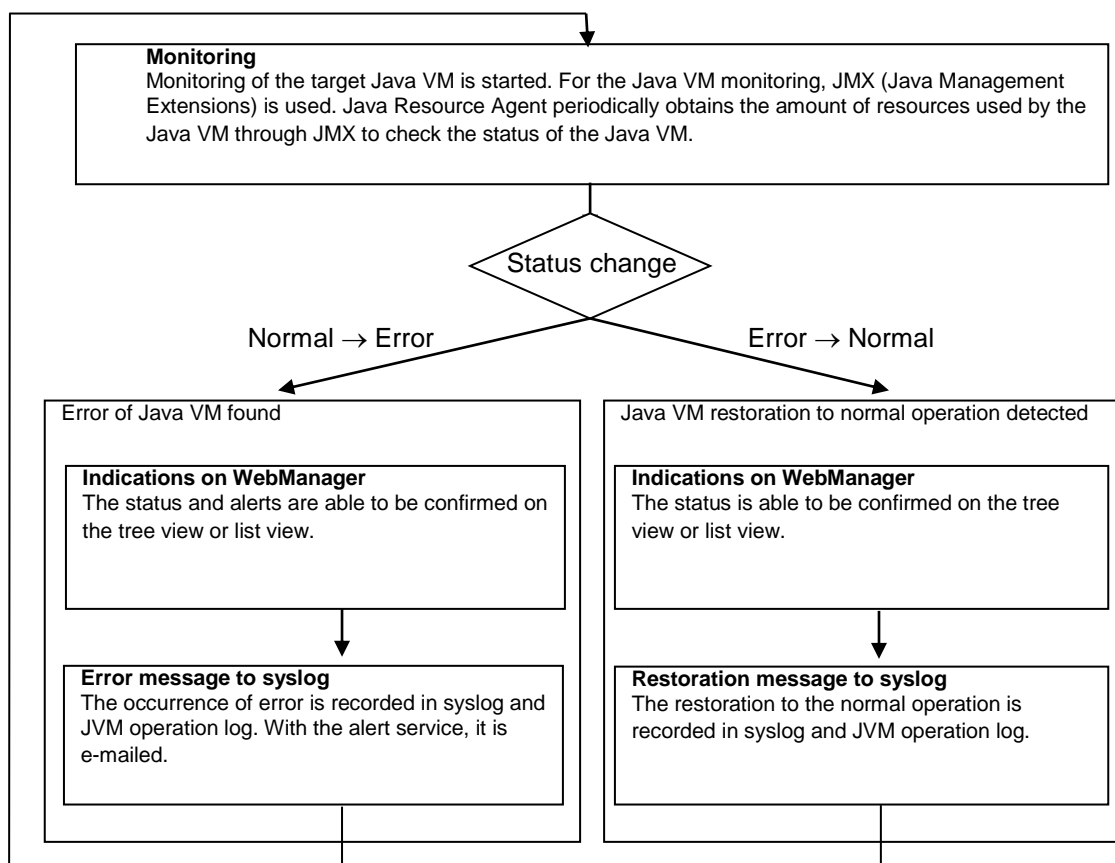 Monitoring
Monitoring of the target Java VM is started. For the Java VM monitoring, JMX (Java Management
Extensions) is used. Java Resource Agent periodically obtains the amount of resources used by the
Java VM through JMX to check the status of the Java VM.
Status change
Normal → Error
Error → Normal
Error of Java VM found
Indications on WebManager
The status and alerts are able to be confirmed on
the tree view or list view.
Error message to syslog
The occurrence of error is recorded in syslog and
JVM operation log. With the alert service, it is
e-mailed.
Java VM restoration to normal operation detected
Indications on WebManager
The status is able to be confirmed on the tree
view or list view.
Restoration message to syslog
The restoration to the normal operation is
recorded in syslog and JVM operation log.